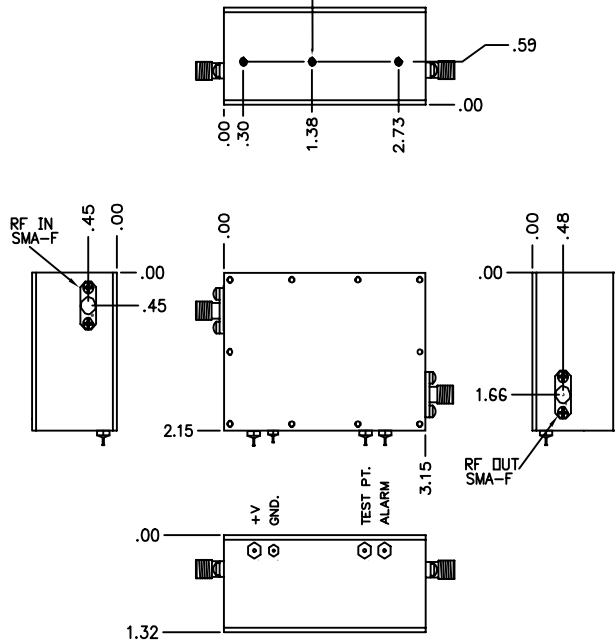 .59
.00
.00
.30
1.38
2.73
RF IN
SMA-F
.45
.00
.00
.45
.00
2.15
3.15
.00
.48
.00
1.66
RF OUT
SMA-F
+V
GND.
TEST PT.
ALARM
.00
1.32